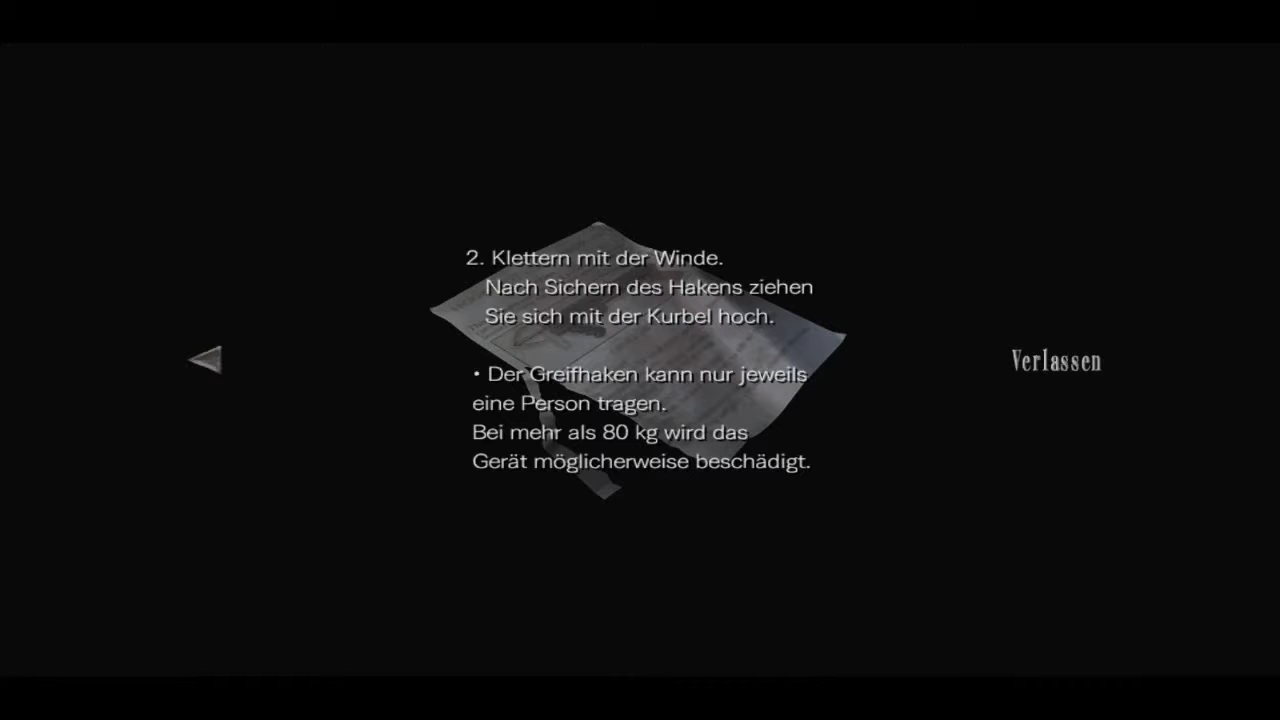 2. Klettern mit der Winde.
Nach Sichern des Hakens ziehen
Sie sich mit der Kurbel hoch.
• Der Greifhaken kann nur jeweils
eine Person tragen.
Bei mehr als 80 kg wird das
Gerät möglicherweise beschädigt.
Verlassen